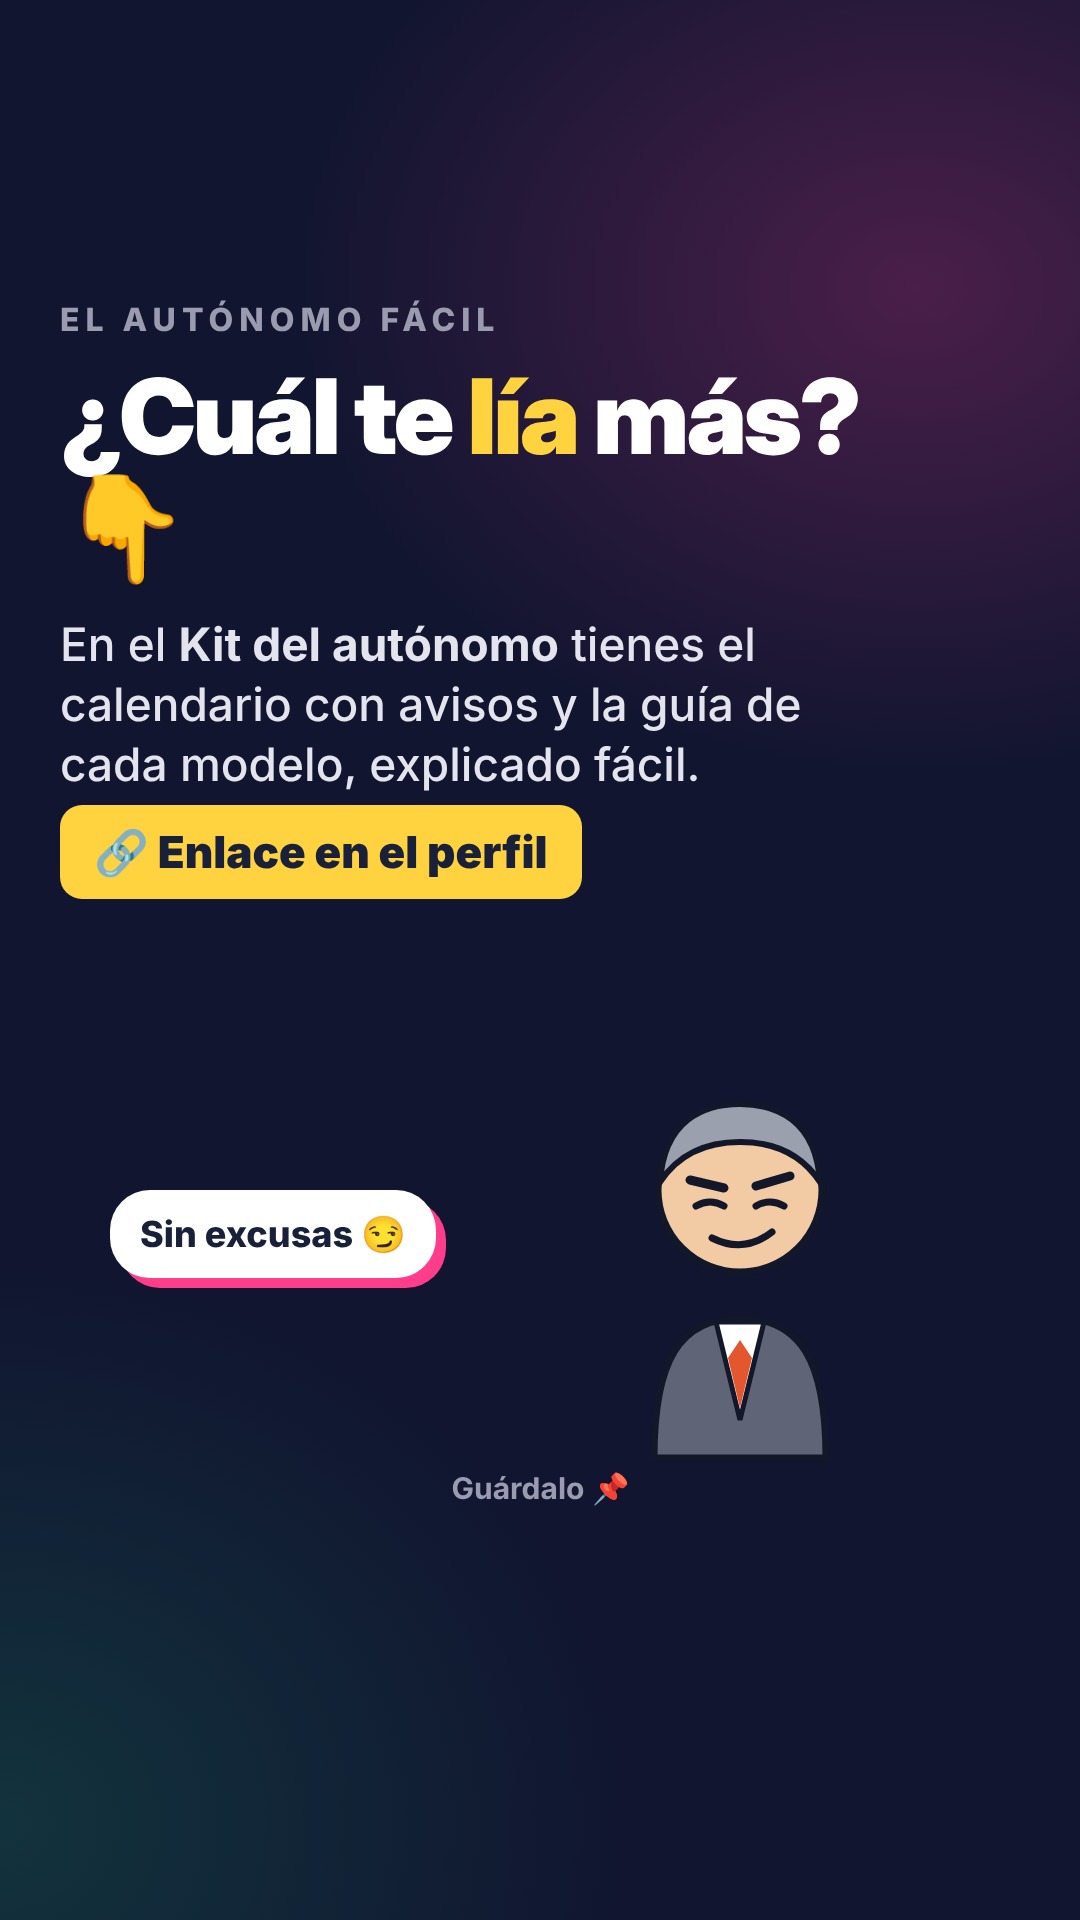 EL AUTÓNOMO FÁCIL
¿Cuál te lía más?
👇
En el Kit del autónomo tienes el
calendario con avisos y la guía de
cada modelo, explicado fácil.
🔗 Enlace en el perfil
Sin excusas 😏
Guárdalo 📌